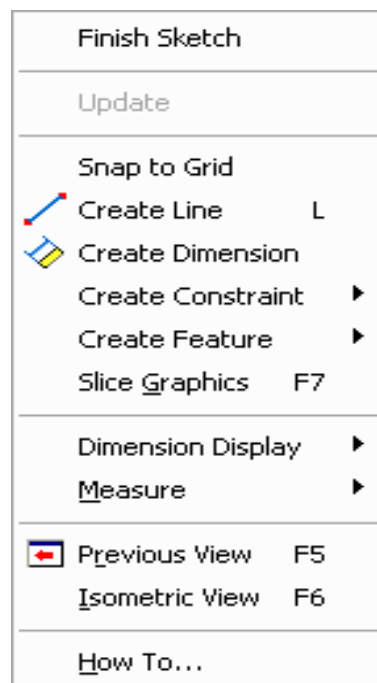 Finish Sketch
Update
Snap to Grid
Create Line L
Create Dimension
Create Constraint
Create Feature
Slice Graphics F7
Dimension Display
Measure
Previous View F5
Isometric View F6
How To...